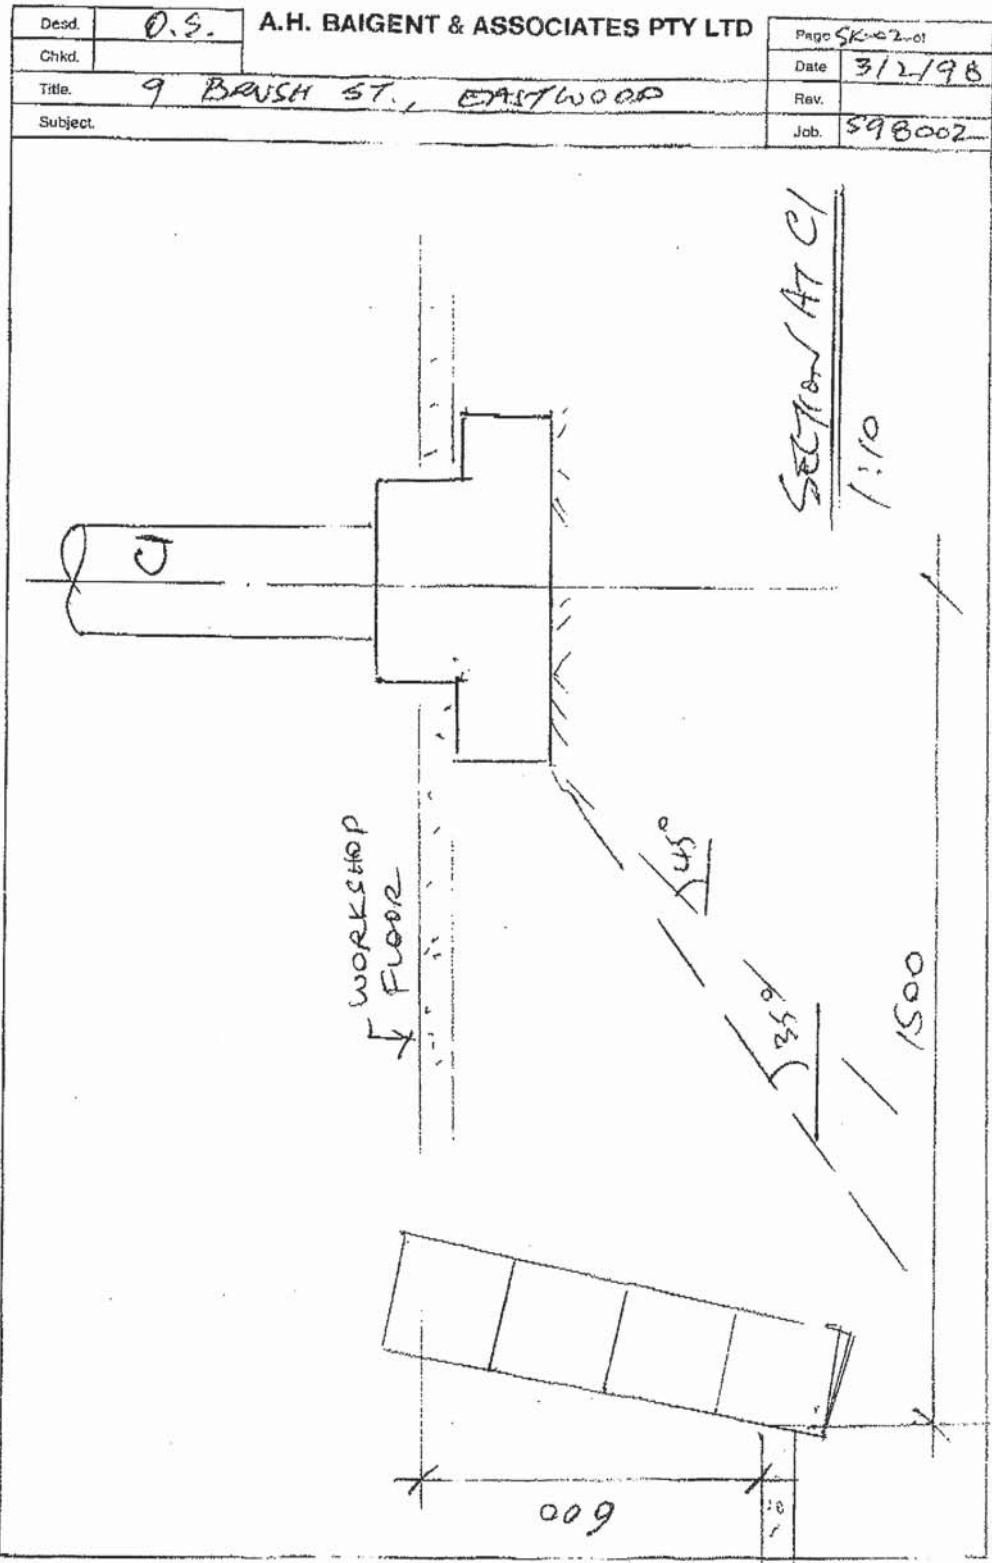 Desd. O.S.
A.H. BAIGENT & ASSOCIATES PTY LTD
Page SK-02-01
Chkd.
Date 3/2/98
Title. 9 BRUSH ST., EASTWOOD
Rev.
Subject.
Job. S98002
SECTION AT C1
1:10
C1
WORKSHOP
FLOOR
45°
35°
1500
600